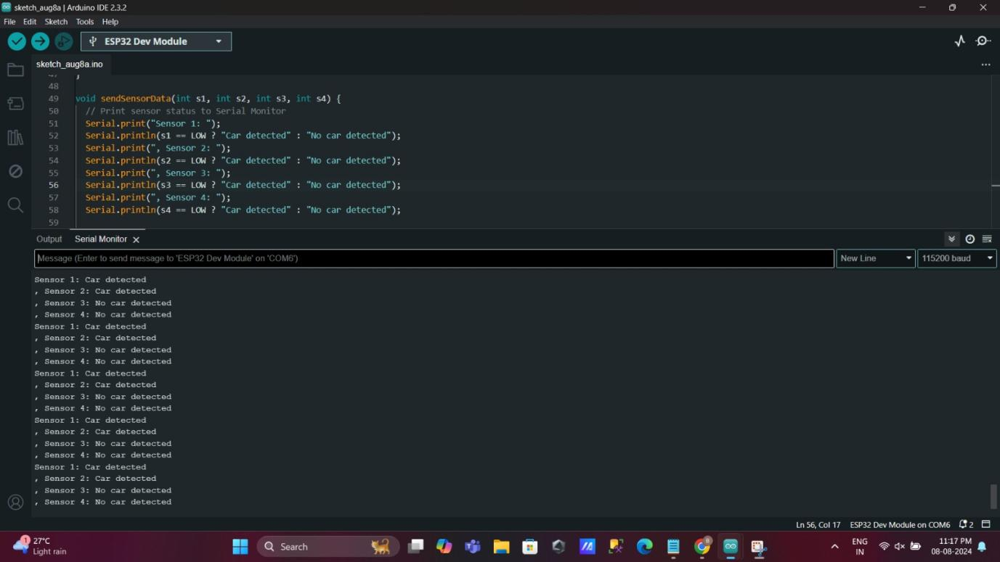 sketch_aug8a | Arduino IDE 2.3.2
File Edit Sketch Tools Help
ESP32 Dev Module
sketch_aug8a.ino
47 }
48
49 void sendSensorData(int s1, int s2, int s3, int s4) {
50 // Print sensor status to Serial Monitor
51 Serial.print("Sensor 1: ");
52 Serial.println(s1 == LOW ? "Car detected" : "No car detected");
53 Serial.print(", Sensor 2: ");
54 Serial.println(s2 == LOW ? "Car detected" : "No car detected");
55 Serial.print(", Sensor 3: ");
56 Serial.println(s3 == LOW ? "Car detected" : "No car detected");
57 Serial.print(", Sensor 4: ");
58 Serial.println(s4 == LOW ? "Car detected" : "No car detected");
59
Output Serial Monitor
Message (Enter to send message to 'ESP32 Dev Module' on 'COM6') New Line 115200 baud
Sensor 1: Car detected
, Sensor 2: Car detected
, Sensor 3: No car detected
, Sensor 4: No car detected
Sensor 1: Car detected
, Sensor 2: Car detected
, Sensor 3: No car detected
, Sensor 4: No car detected
Sensor 1: Car detected
, Sensor 2: Car detected
, Sensor 3: No car detected
, Sensor 4: No car detected
Sensor 1: Car detected
, Sensor 2: Car detected
, Sensor 3: No car detected
, Sensor 4: No car detected
Sensor 1: Car detected
, Sensor 2: Car detected
, Sensor 3: No car detected
, Sensor 4: No car detected
Ln 56, Col 17 ESP32 Dev Module on COM6 2
1 27°C
Light rain
Search
ENG
IN
11:17 PM
08-08-2024